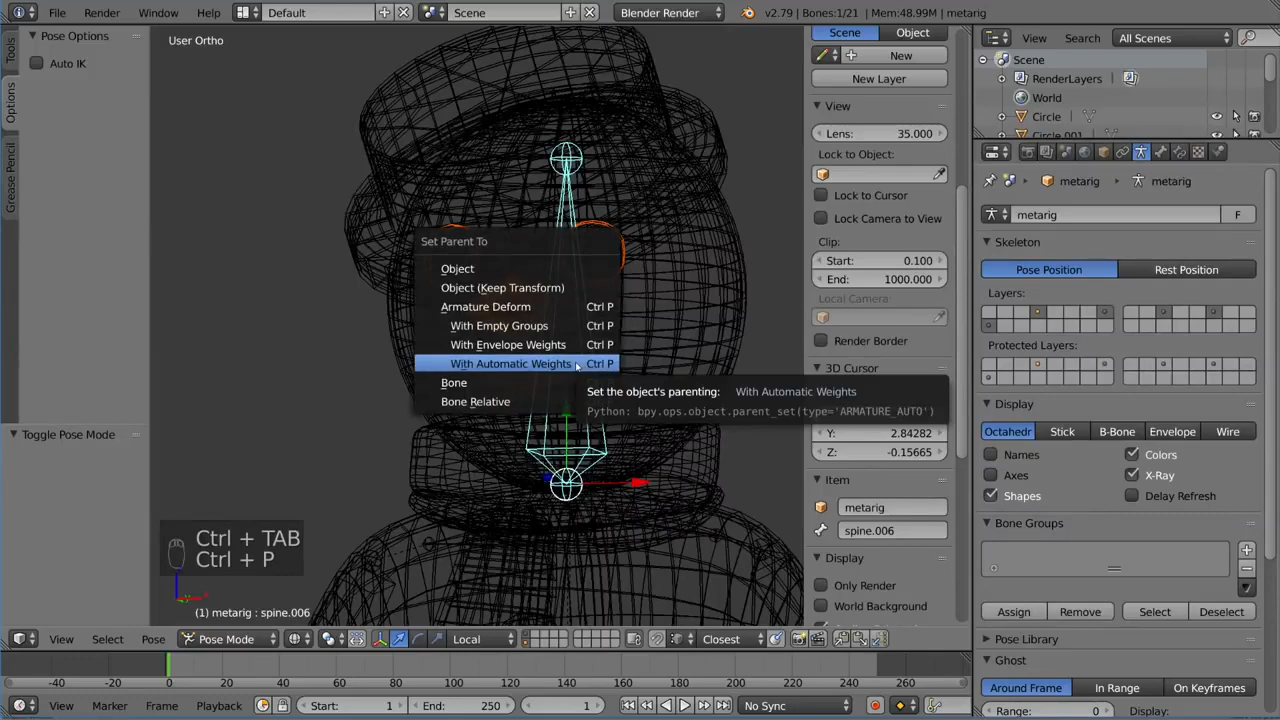 File Render Window Help Default Scene Blender Render v2.79 | Bones:1/21 | Mem:48.99M | metarig
Tools
Options
Grease Pencil
Pose Options
Auto IK
Toggle Pose Mode
User Ortho
Set Parent To
Object
Object (Keep Transform)
Armature Deform Ctrl P
With Empty Groups Ctrl P
With Envelope Weights Ctrl P
With Automatic Weights Ctrl P
Bone
Bone Relative
Set the object's parenting: With Automatic Weights
Python: bpy.ops.object.parent_set(type='ARMATURE_AUTO')
Ctrl + TAB
Ctrl + P
(1) metarig : spine.006
Scene Object
New
New Layer
View
Lens: 35.000
Lock to Object:
Lock to Cursor
Lock Camera to View
Clip:
Start: 0.100
End: 1000.000
Local Camera:
Render Border
3D Cursor
Y: 2.84282
Z: -0.15665
Item
metarig
spine.006
Display
Only Render
World Background
View Search All Scenes
Scene
RenderLayers
World
Circle
Circle.001
metarig metarig
metarig F
Skeleton
Pose Position Rest Position
Layers:
Protected Layers:
Display
Octahedr Stick B-Bone Envelope Wire
Names Colors
Axes X-Ray
Shapes Delay Refresh
Bone Groups
Assign Remove Select Deselect
Pose Library
Ghost
Around Frame In Range On Keyframes
Range: 0 Display:
View Select Pose Pose Mode Local Closest
-40 -20 0 20 40 60 80 100 120 140 160 180 200 220 240 260
View Marker Frame Playback Start: 1 End: 250 1 No Sync